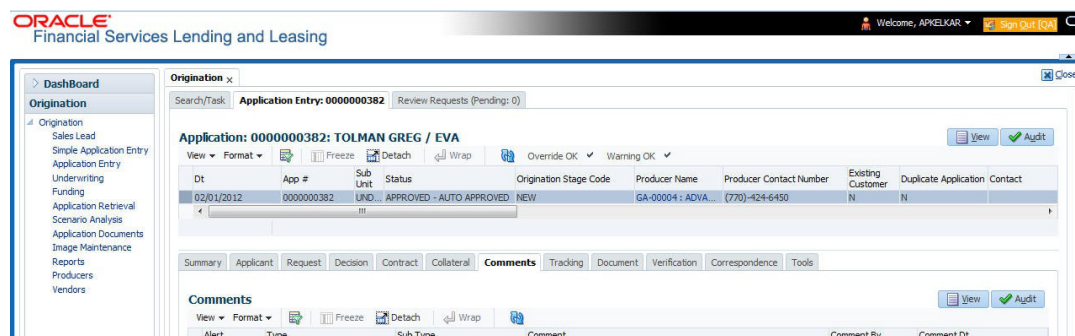 ORACLE'
Financial Services Lending and Leasing
Welcome, APKELKAR
Sign Out [QA]
DashBoard
Origination
Origination
Sales Lead
Simple Application Entry
Application Entry
Underwriting
Funding
Application Retrieval
Scenario Analysis
Application Documents
Image Maintenance
Reports
Producers
Vendors
Origination x
Close
Search/Task Application Entry: 0000000382 Review Requests (Pending: 0)
Application: 0000000382: TOLMAN GREG / EVA
View Audit
View Format Freeze Detach Wrap Override OK Warning OK
Dt App # Sub Unit Status Origination Stage Code Producer Name Producer Contact Number Existing Customer Duplicate Application Contact
02/01/2012 0000000382 UND... APPROVED - AUTO APPROVED NEW GA-00004 : ADVA... (770)-424-6450 N N
Summary Applicant Request Decision Contract Collateral Comments Tracking Document Verification Correspondence Tools
Comments
View Audit
View Format Freeze Detach Wrap
Alert Type Sub Type Comment Comment By Comment Dt